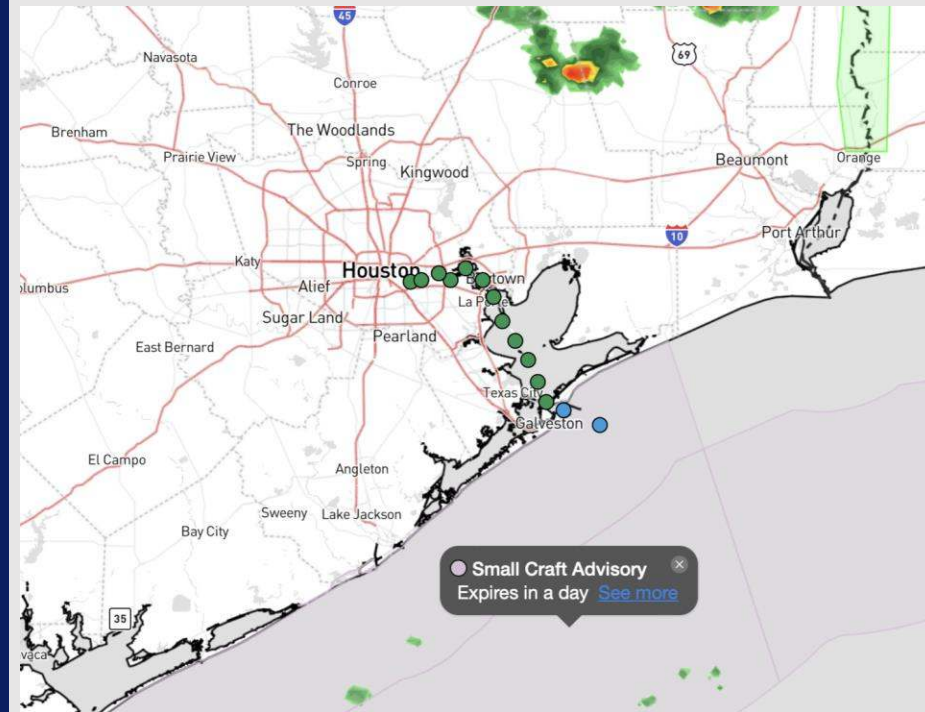 45
Navasota
69
Conroe
Brenham
The Woodlands
Prairie View
Spring
Kingwood
Beaumont
Orange
Port Arthur
10
Katy
Houston
Alief
La Porte
Sugar Land
Pearland
East Bernard
Texas City
Galveston
El Campo
Angleton
Sweeny
Lake Jackson
Bay City
Small Craft Advisory
Expires in a day See more
35